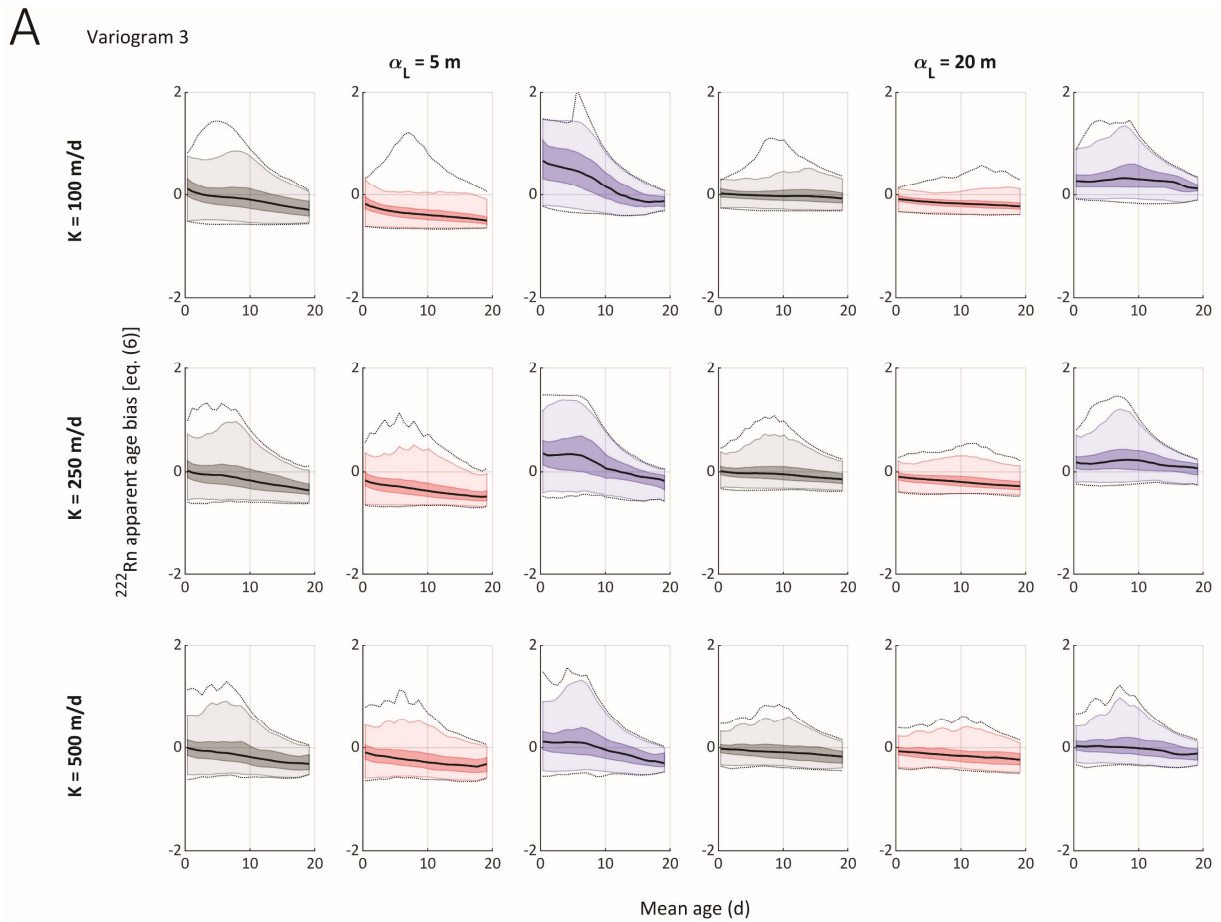 A
Variogram 3
α_L = 5 m
α_L = 20 m
K = 100 m/d
2 2 2 2 2 2
0 0 0 0 0 0
-2 -2 -2 -2 -2 -2
0 10 20 0 10 20 0 10 20 0 10 20 0 10 20 0 10 20
²²²Rn apparent age bias [eq. (6)]
K = 250 m/d
2 2 2 2 2 2
0 0 0 0 0 0
-2 -2 -2 -2 -2 -2
0 10 20 0 10 20 0 10 20 0 10 20 0 10 20 0 10 20
K = 500 m/d
2 2 2 2 2 2
0 0 0 0 0 0
-2 -2 -2 -2 -2 -2
0 10 20 0 10 20 0 10 20 0 10 20 0 10 20 0 10 20
Mean age (d)